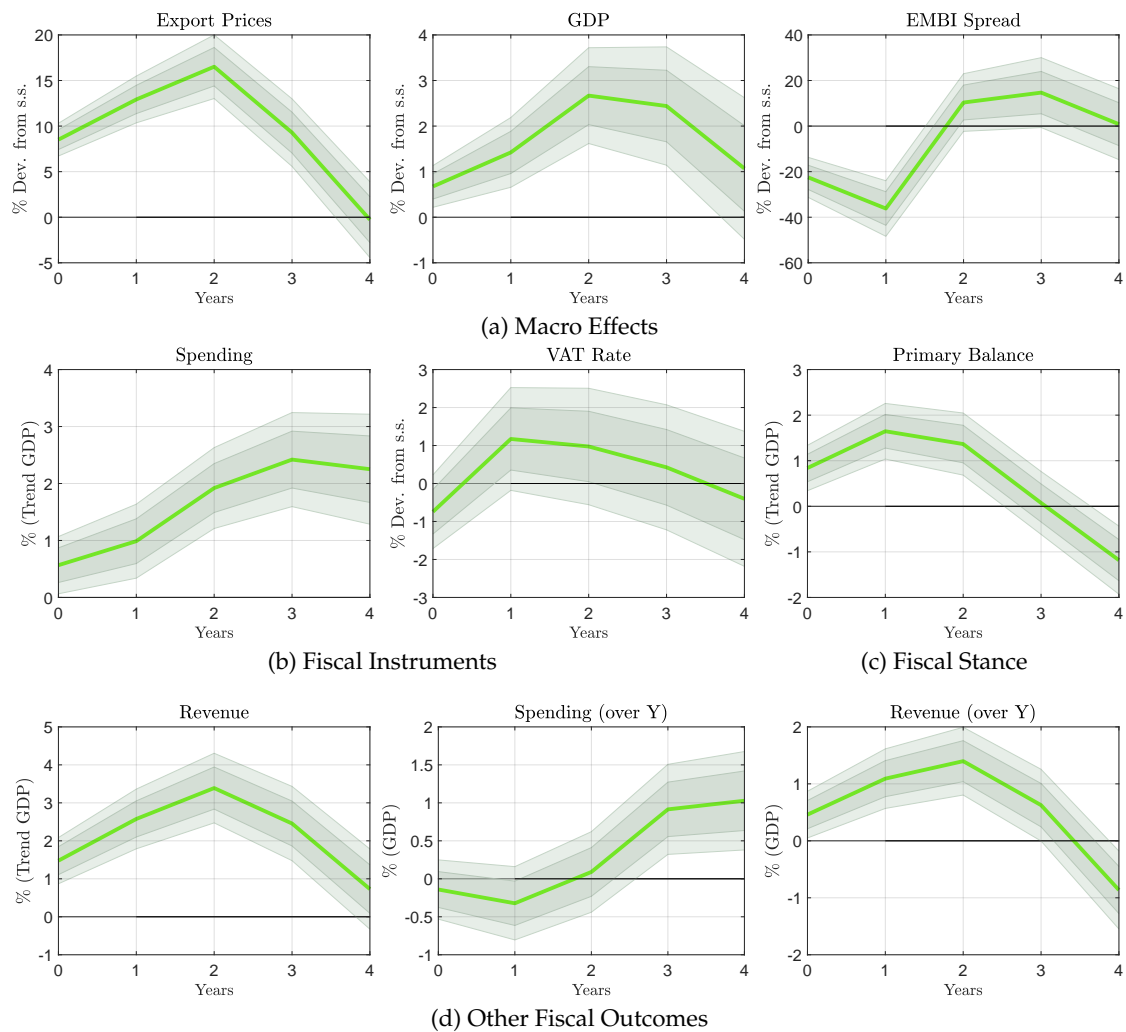 Export Prices
% Dev. from s.s.
20
15
10
5
0
-5
0 1 2 3 4
Years
GDP
% Dev. from s.s.
4
3
2
1
0
-1
0 1 2 3 4
Years
EMBI Spread
% Dev. from s.s.
40
20
0
-20
-40
-60
0 1 2 3 4
Years
(a) Macro Effects
Spending
% (Trend GDP)
4
3
2
1
0
0 1 2 3 4
Years
VAT Rate
% Dev. from s.s.
3
2
1
0
-1
-2
-3
0 1 2 3 4
Years
Primary Balance
% (Trend GDP)
3
2
1
0
-1
-2
0 1 2 3 4
Years
(b) Fiscal Instruments
(c) Fiscal Stance
Revenue
% (Trend GDP)
5
4
3
2
1
0
-1
0 1 2 3 4
Years
Spending (over Y)
% (GDP)
2
1.5
1
0.5
0
-0.5
-1
0 1 2 3 4
Years
Revenue (over Y)
% (GDP)
2
1
0
-1
-2
0 1 2 3 4
Years
(d) Other Fiscal Outcomes